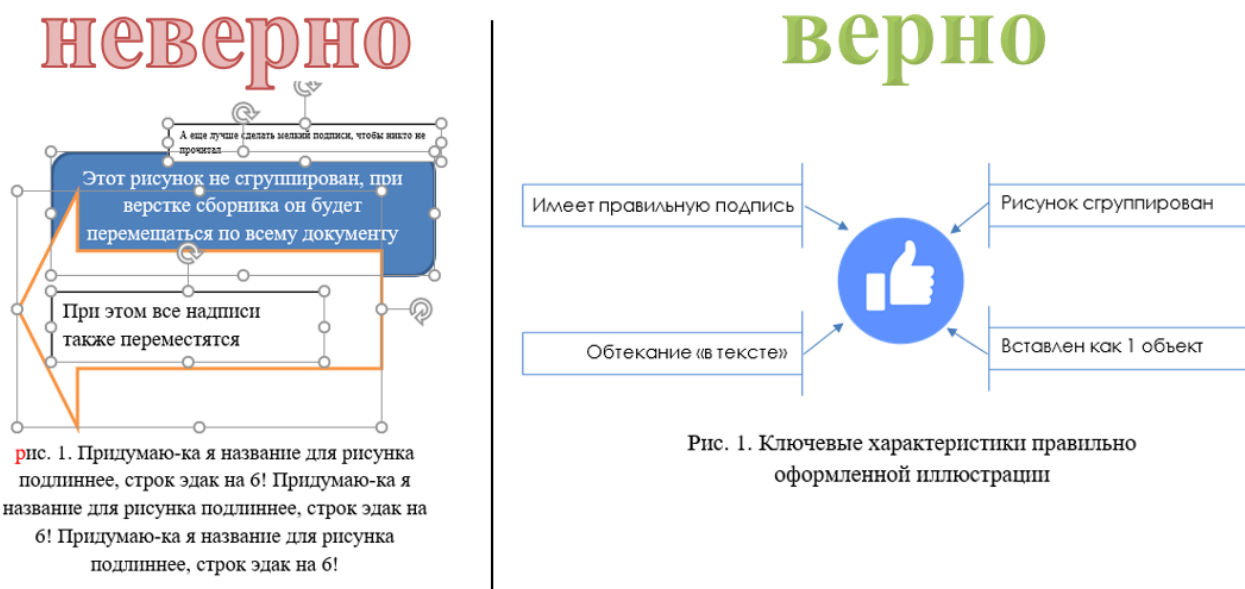 неверно
А еще лучше сделать мелкий подписи, чтобы никто не
прочитал
Этот рисунок не сгруппирован, при
верстке сборника он будет
перемещаться по всему документу
При этом все надписи
также переместятся
рис. 1. Придумаю-ка я название для рисунка
подлиннее, строк эдак на 6! Придумаю-ка я
название для рисунка подлиннее, строк эдак на
6! Придумаю-ка я название для рисунка
подлиннее, строк эдак на 6!
верно
Имеет правильную подпись
Рисунок сгруппирован
Обтекание «в тексте»
Вставлен как 1 объект
Рис. 1. Ключевые характеристики правильно
оформленной иллюстрации